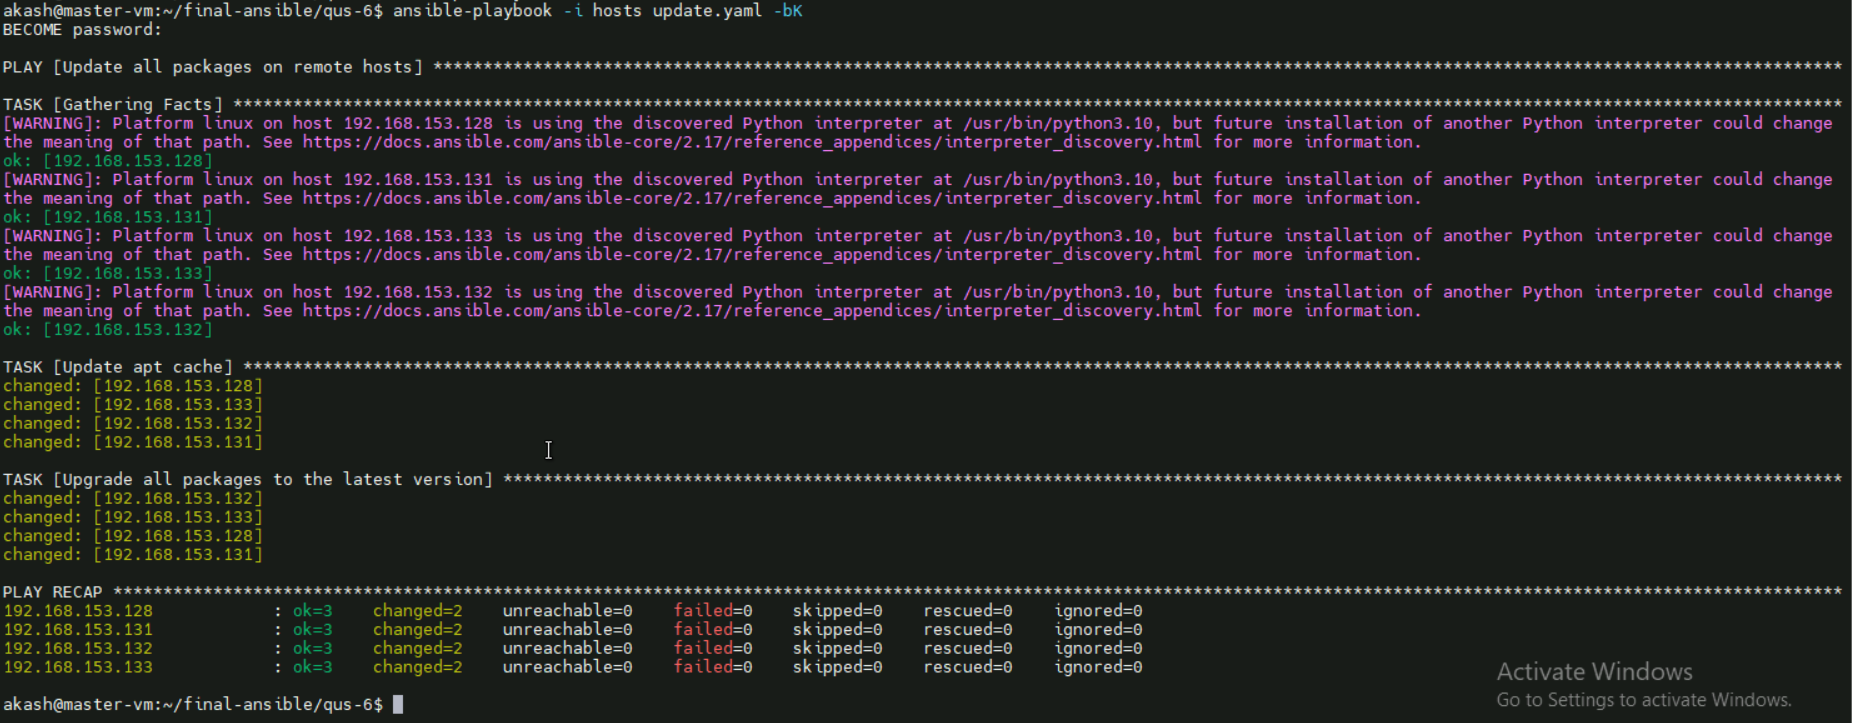 akash@master-vm:~/final-ansible/qus-6$ ansible-playbook -i hosts update.yaml -bK
BECOME password:
PLAY [Update all packages on remote hosts] *********************************************************************************************************************************************
TASK [Gathering Facts] *****************************************************************************************************************************************************************
[WARNING]: Platform linux on host 192.168.153.128 is using the discovered Python interpreter at /usr/bin/python3.10, but future installation of another Python interpreter could change
the meaning of that path. See https://docs.ansible.com/ansible-core/2.17/reference_appendices/interpreter_discovery.html for more information.
ok: [192.168.153.128]
[WARNING]: Platform linux on host 192.168.153.131 is using the discovered Python interpreter at /usr/bin/python3.10, but future installation of another Python interpreter could change
the meaning of that path. See https://docs.ansible.com/ansible-core/2.17/reference_appendices/interpreter_discovery.html for more information.
ok: [192.168.153.131]
[WARNING]: Platform linux on host 192.168.153.133 is using the discovered Python interpreter at /usr/bin/python3.10, but future installation of another Python interpreter could change
the meaning of that path. See https://docs.ansible.com/ansible-core/2.17/reference_appendices/interpreter_discovery.html for more information.
ok: [192.168.153.133]
[WARNING]: Platform linux on host 192.168.153.132 is using the discovered Python interpreter at /usr/bin/python3.10, but future installation of another Python interpreter could change
the meaning of that path. See https://docs.ansible.com/ansible-core/2.17/reference_appendices/interpreter_discovery.html for more information.
ok: [192.168.153.132]
TASK [Update apt cache] ****************************************************************************************************************************************************************
changed: [192.168.153.128]
changed: [192.168.153.133]
changed: [192.168.153.132]
changed: [192.168.153.131]
TASK [Upgrade all packages to the latest version] **************************************************************************************************************************************
changed: [192.168.153.132]
changed: [192.168.153.133]
changed: [192.168.153.128]
changed: [192.168.153.131]
PLAY RECAP *****************************************************************************************************************************************************************************
192.168.153.128            : ok=3    changed=2    unreachable=0    failed=0    skipped=0    rescued=0    ignored=0
192.168.153.131            : ok=3    changed=2    unreachable=0    failed=0    skipped=0    rescued=0    ignored=0
192.168.153.132            : ok=3    changed=2    unreachable=0    failed=0    skipped=0    rescued=0    ignored=0
192.168.153.133            : ok=3    changed=2    unreachable=0    failed=0    skipped=0    rescued=0    ignored=0
akash@master-vm:~/final-ansible/qus-6$
Activate Windows
Go to Settings to activate Windows.